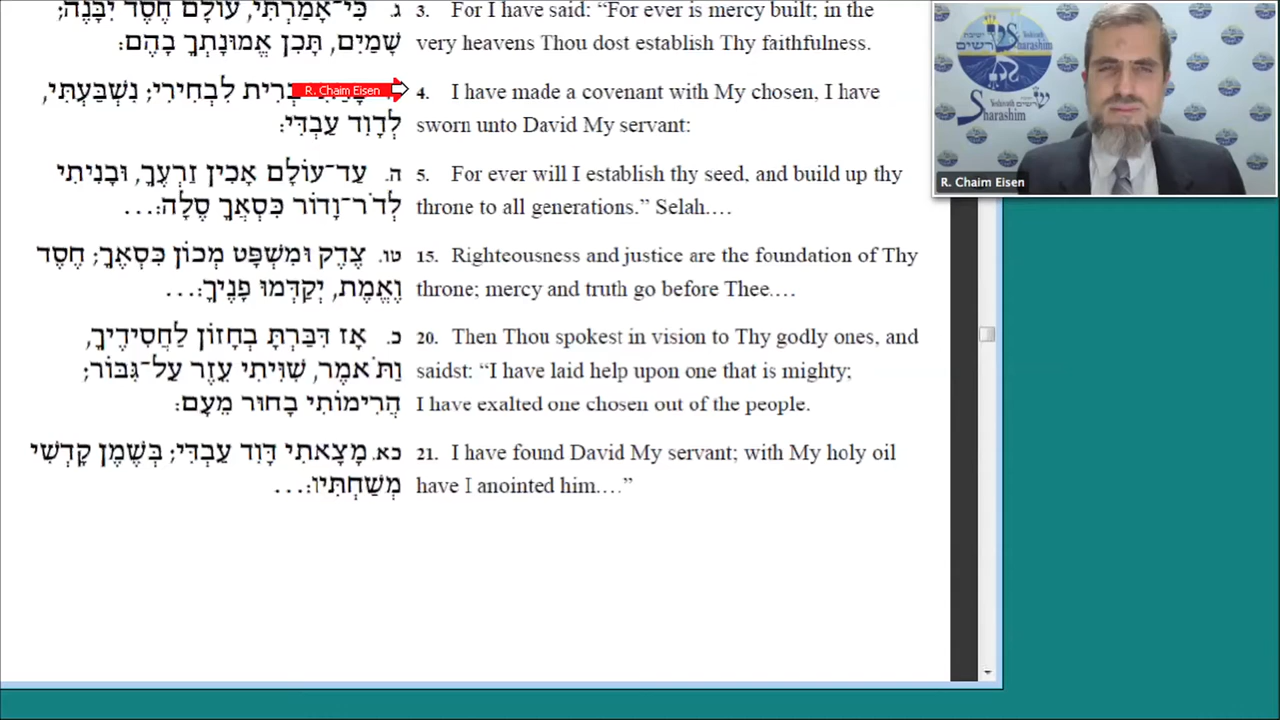 ג. כִּי־אָמַרְתִּי, עוֹלָם חֶסֶד יִבָּנֶה;
שָׁמַיִם, תָּכִן אֱמוּנָתְךָ בָהֶם:
3. For I have said: “For ever is mercy built; in the
very heavens Thou dost establish Thy faithfulness.
לִבְחִירִי; נִשְׁבַּעְתִּי,
לְדָוִד עַבְדִּי:
R. Chaim Eisen
4. I have made a covenant with My chosen, I have
sworn unto David My servant:
ה. עַד־עוֹלָם אָכִין זַרְעֶךָ, וּבָנִיתִי
לְדֹר־וָדוֹר כִּסְאֲךָ סֶלָה:…
5. For ever will I establish thy seed, and build up thy
throne to all generations.” Selah.…
טו. צֶדֶק וּמִשְׁפָּט מְכוֹן כִּסְאֶךָ; חֶסֶד
וֶאֱמֶת, יְקַדְּמוּ פָנֶיךָ:…
15. Righteousness and justice are the foundation of Thy
throne; mercy and truth go before Thee.…
כ. אָז דִּבַּרְתָּ בְחָזוֹן לַחֲסִידֶיךָ,
וַתֹּאמֶר, שִׁוִּיתִי עֵזֶר עַל־גִּבּוֹר;
הֲרִימוֹתִי בָחוּר מֵעָם:
20. Then Thou spokest in vision to Thy godly ones, and
saidst: “I have laid help upon one that is mighty;
I have exalted one chosen out of the people.
כא. מָצָאתִי דָּוִד עַבְדִּי; בְּשֶׁמֶן קָדְשִׁי
מְשַׁחְתִּיו:…
21. I have found David My servant; with My holy oil
have I anointed him.…”
ישיבת
שרשים
Yeshivath
Sharashim
R. Chaim Eisen